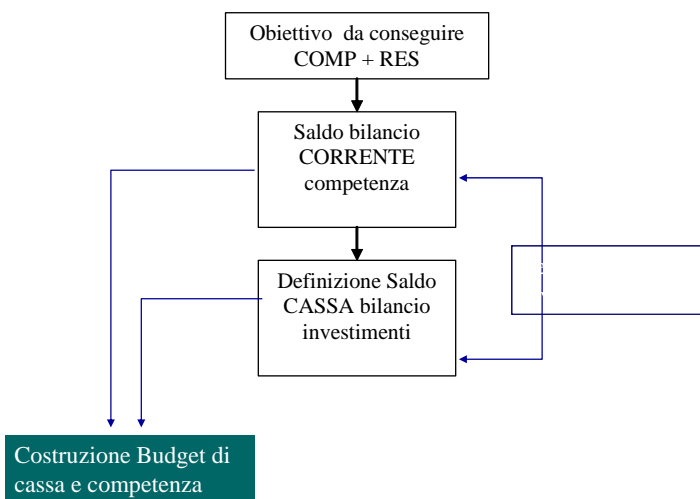 Obiettivo da conseguire
COMP + RES
Saldo bilancio
CORRENTE
competenza
Definizione Saldo
CASSA bilancio
investimenti
Costruzione Budget di
cassa e competenza